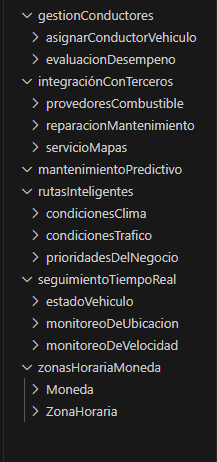 gestionConductores
asignarConductorVehiculo
evaluacionDesempeno
integraciónConTerceros
provedoresCombustible
reparacionMantenimiento
servicioMapas
mantenimientoPredictivo
rutasInteligentes
condicionesClima
condicionesTrafico
prioridadesDelNegocio
seguimientoTiempoReal
estadoVehiculo
monitoreoDeUbicacion
monitoreoDeVelocidad
zonasHorariaMoneda
Moneda
ZonaHoraria